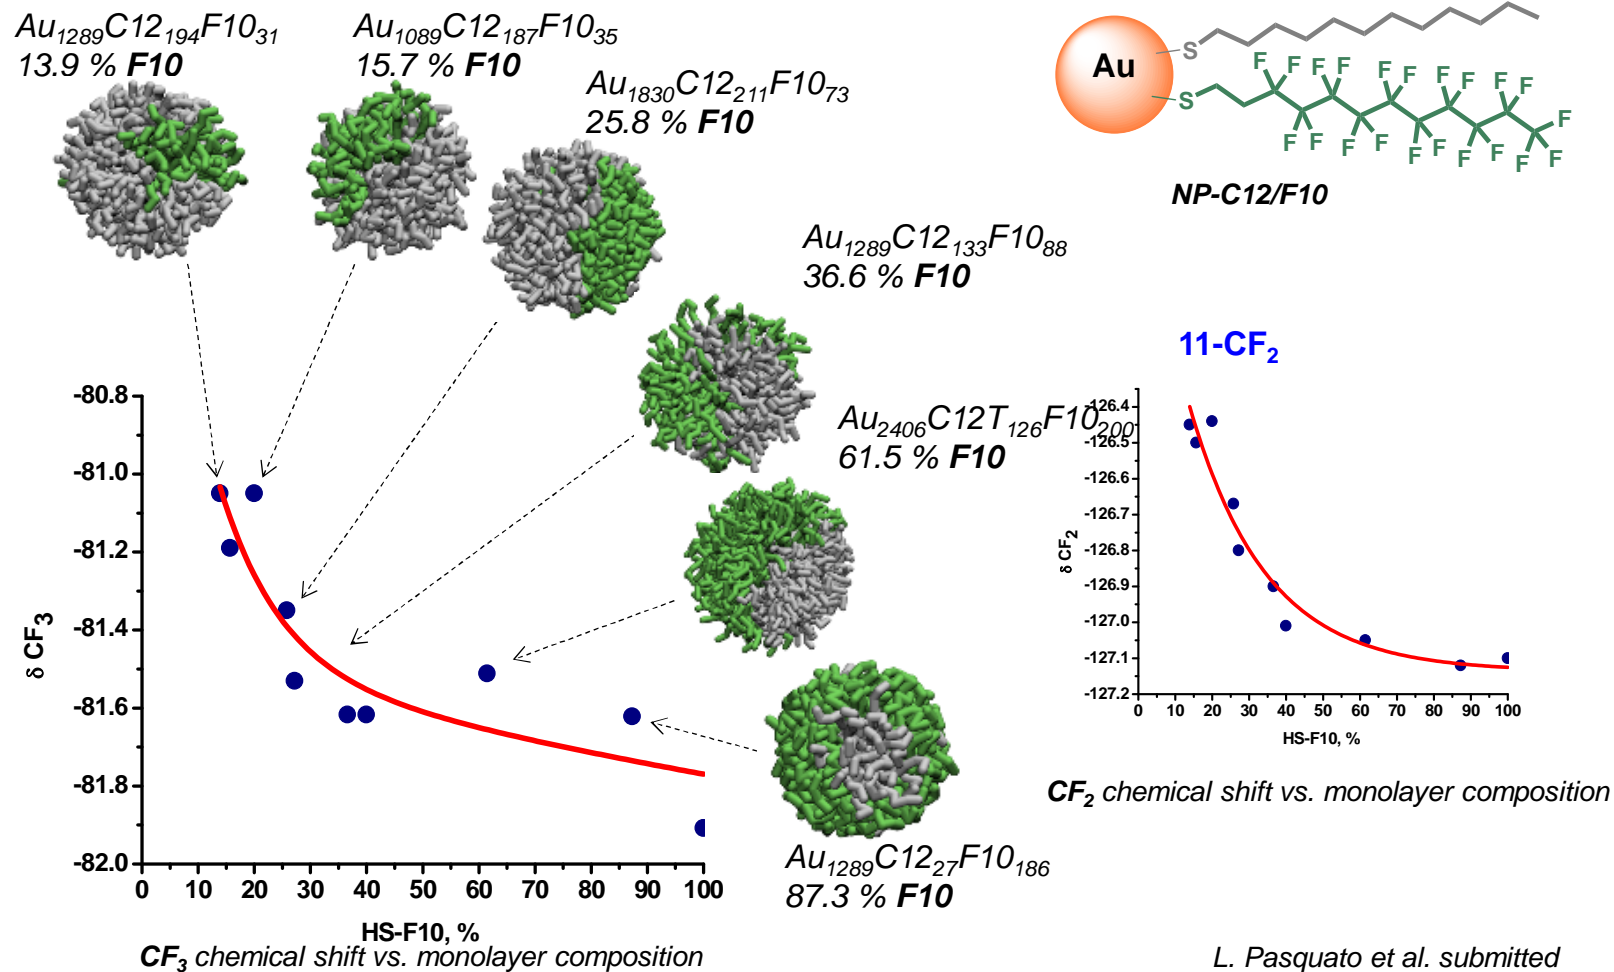 Au1289C12194F1031
13.9 % F10
Au1089C12187F1035
15.7 % F10
Au1830C12211F1073
25.8 % F10
Au1289C12133F1088
36.6 % F10
Au2406C12T126F10200
61.5 % F10
Au1289C1227F10186
87.3 % F10
Au
S
S
F F F F F F F F F F F
F F F F F F F F F F
NP-C12/F10
-80.8
-81.0
-81.2
-81.4
-81.6
-81.8
-82.0
δ CF3
0 10 20 30 40 50 60 70 80 90 100
HS-F10, %
CF3 chemical shift vs. monolayer composition
11-CF2
-126.4
-126.5
-126.6
-126.7
-126.8
-126.9
-127.0
-127.1
-127.2
δ CF2
0 10 20 30 40 50 60 70 80 90 100
HS-F10, %
CF2 chemical shift vs. monolayer composition
L. Pasquato et al. submitted